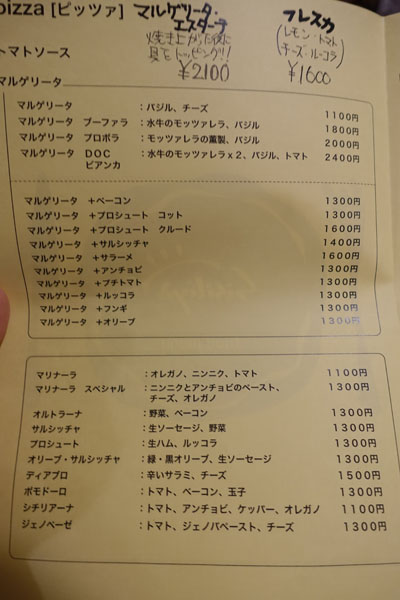 pizza [ピッツァ]
マルゲリータ・
エスターテ
焼き上がった後に
具をトッピング!!
¥2100
フレスカ
(レモン・トマト
チーズ・ルーコラ)
¥1600
トマトソース
マルゲリータ
マルゲリータ ：バジル、チーズ 1100円
マルゲリータ ブーファラ ：水牛のモッツァレラ、バジル 1800円
マルゲリータ プロボラ ：モッツァレラの薫製、バジル 2000円
マルゲリータ DOC ：水牛のモッツァレラx2、バジル、トマト 2400円
ビアンカ
マルゲリータ ＋ベーコン 1300円
マルゲリータ ＋プロシュート コット 1300円
マルゲリータ ＋プロシュート クルード 1600円
マルゲリータ ＋サルシッチャ 1400円
マルゲリータ ＋サラーメ 1600円
マルゲリータ ＋アンチョビ 1300円
マルゲリータ ＋プチトマト 1300円
マルゲリータ ＋ルッコラ 1300円
マルゲリータ ＋フンギ 1300円
マルゲリータ ＋オリーブ 1300円
マリナーラ ：オレガノ、ニンニク、トマト 1100円
マリナーラ スペシャル ：ニンニクとアンチョビのペースト、 1300円
チーズ、オレガノ
オルトラーナ ：野菜、ベーコン 1300円
サルシッチャ ：生ソーセージ、野菜 1300円
プロシュート ：生ハム、ルッコラ 1300円
オリーブ・サルシッチャ ：緑・黒オリーブ、生ソーセージ 1300円
ディアブロ ：辛いサラミ、チーズ 1500円
ポモドーロ ：トマト、ベーコン、玉子 1300円
シチリアーナ ：トマト、アンチョビ、ケッパー、オレガノ 1100円
ジェノベーゼ ：トマト、ジェノバペースト、チーズ 1300円